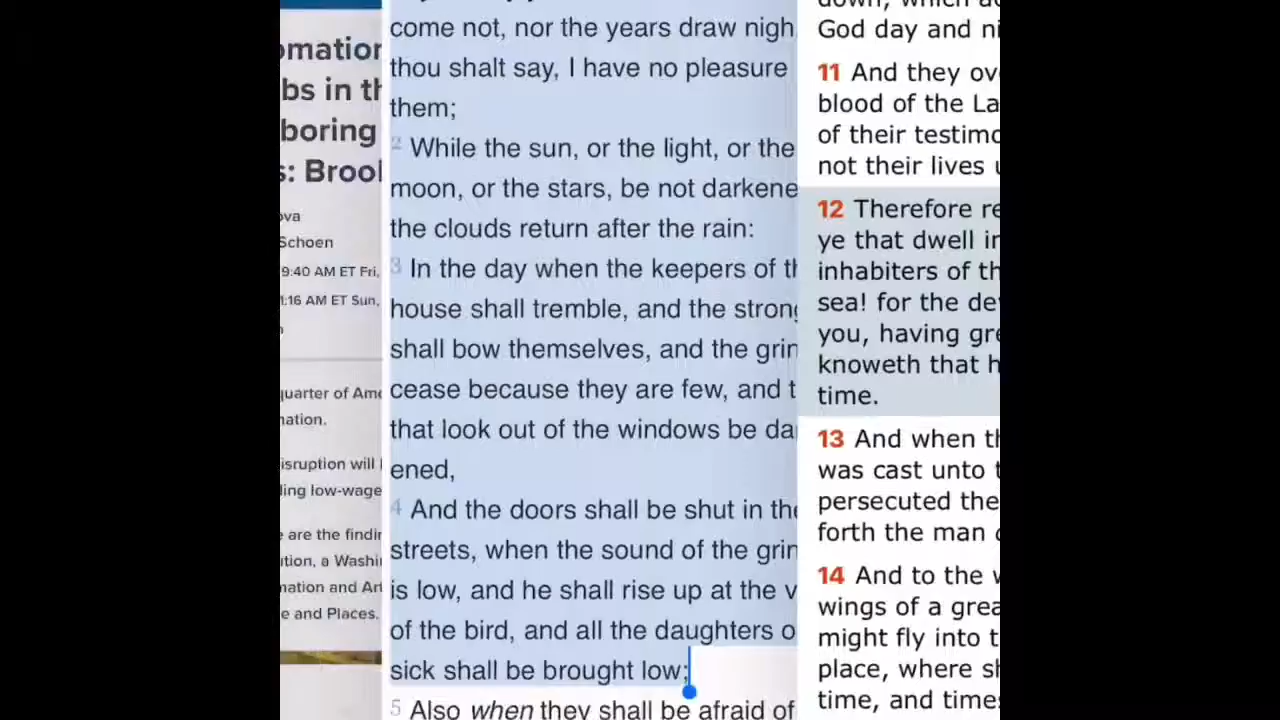 omation
bs in th
boring
s: Brook
ova
Schoen
9:40 AM ET Fri,
1:16 AM ET Sun,
quarter of Ame
nation.
isruption will
ling low-wage
e are the findin
ution, a Washi
mation and Art
e and Places.
come not, nor the years draw nigh
thou shalt say, I have no pleasure
them;
2 While the sun, or the light, or the
moon, or the stars, be not darkene
the clouds return after the rain:
3 In the day when the keepers of th
house shall tremble, and the strong
shall bow themselves, and the grin
cease because they are few, and t
that look out of the windows be da
ened,
4 And the doors shall be shut in the
streets, when the sound of the grin
is low, and he shall rise up at the v
of the bird, and all the daughters o
sick shall be brought low;
5 Also when they shall be afraid of
God day and ni
11 And they ov
blood of the La
of their testimo
not their lives u
12 Therefore re
ye that dwell in
inhabiters of th
sea! for the de
you, having gre
knoweth that h
time.
13 And when th
was cast unto t
persecuted the
forth the man c
14 And to the w
wings of a grea
might fly into t
place, where sh
time, and times